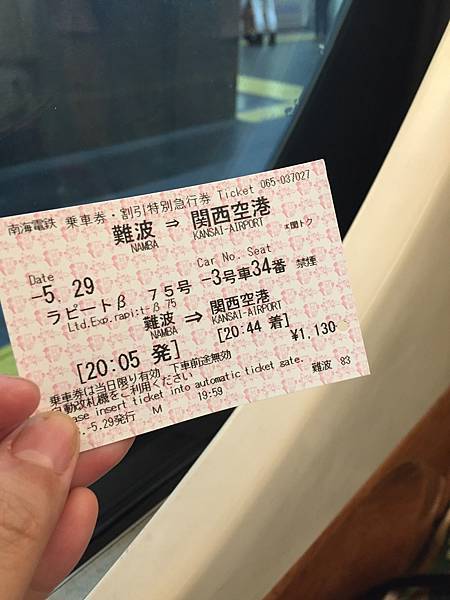 南海電鉄 乗車券・割引特別急行券 Ticket 065-037027
難波 ⇒ 関西空港
NAMBA KANSAI-AIRPORT
※関トク
Date Car No. Seat
-5. 29 -3号車34番 禁煙
ラピートβ 75号
Ltd.Exp.rapi:t-β 75
難波 ⇒ 関西空港
NAMBA KANSAI-AIRPORT
[20:05 発] [20:44 着]
¥1,130-
乗車券は当日限り有効 下車前途無効
自動改札機をご利用ください
ase insert ticket into automatic ticket gate.
.-5.29発行 M 19:59 難波 83